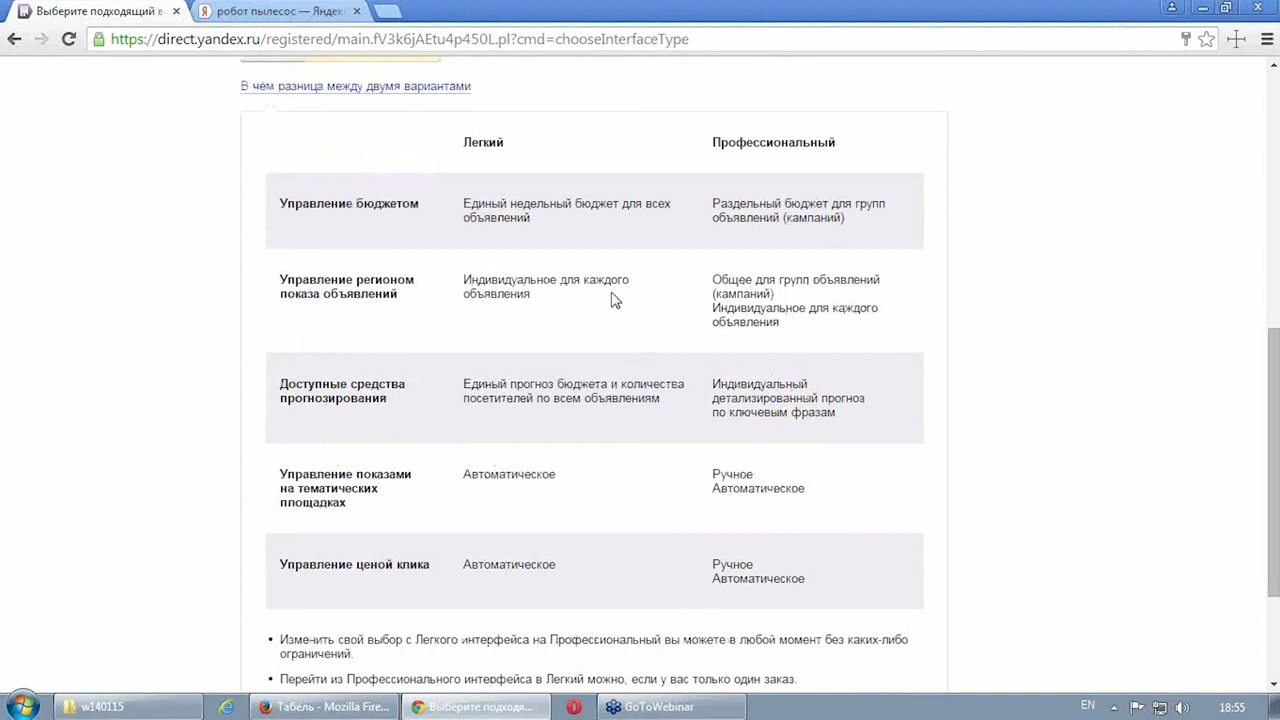 Выберите подходящий в
робот пылесос — Яндек
https://direct.yandex.ru/registered/main.fV3k6jAEtu4p450L.pl?cmd=chooseInterfaceType
В чём разница между двумя вариантами
Легкий
Профессиональный
Управление бюджетом
Единый недельный бюджет для всех
объявлений
Раздельный бюджет для групп
объявлений (кампаний)
Управление регионом
показа объявлений
Индивидуальное для каждого
объявления
Общее для групп объявлений
(кампаний)
Индивидуальное для каждого
объявления
Доступные средства
прогнозирования
Единый прогноз бюджета и количества
посетителей по всем объявлениям
Индивидуальный
детализированный прогноз
по ключевым фразам
Управление показами
на тематических
площадках
Автоматическое
Ручное
Автоматическое
Управление ценой клика
Автоматическое
Ручное
Автоматическое
• Изменить свой выбор с Легкого интерфейса на Профессиональный вы можете в любой момент без каких-либо
ограничений.
• Перейти из Профессионального интерфейса в Легкий можно, если у вас только один заказ.
w140115
Табель - Mozilla Fire...
Выберите подходя...
GoToWebinar
EN
18:55